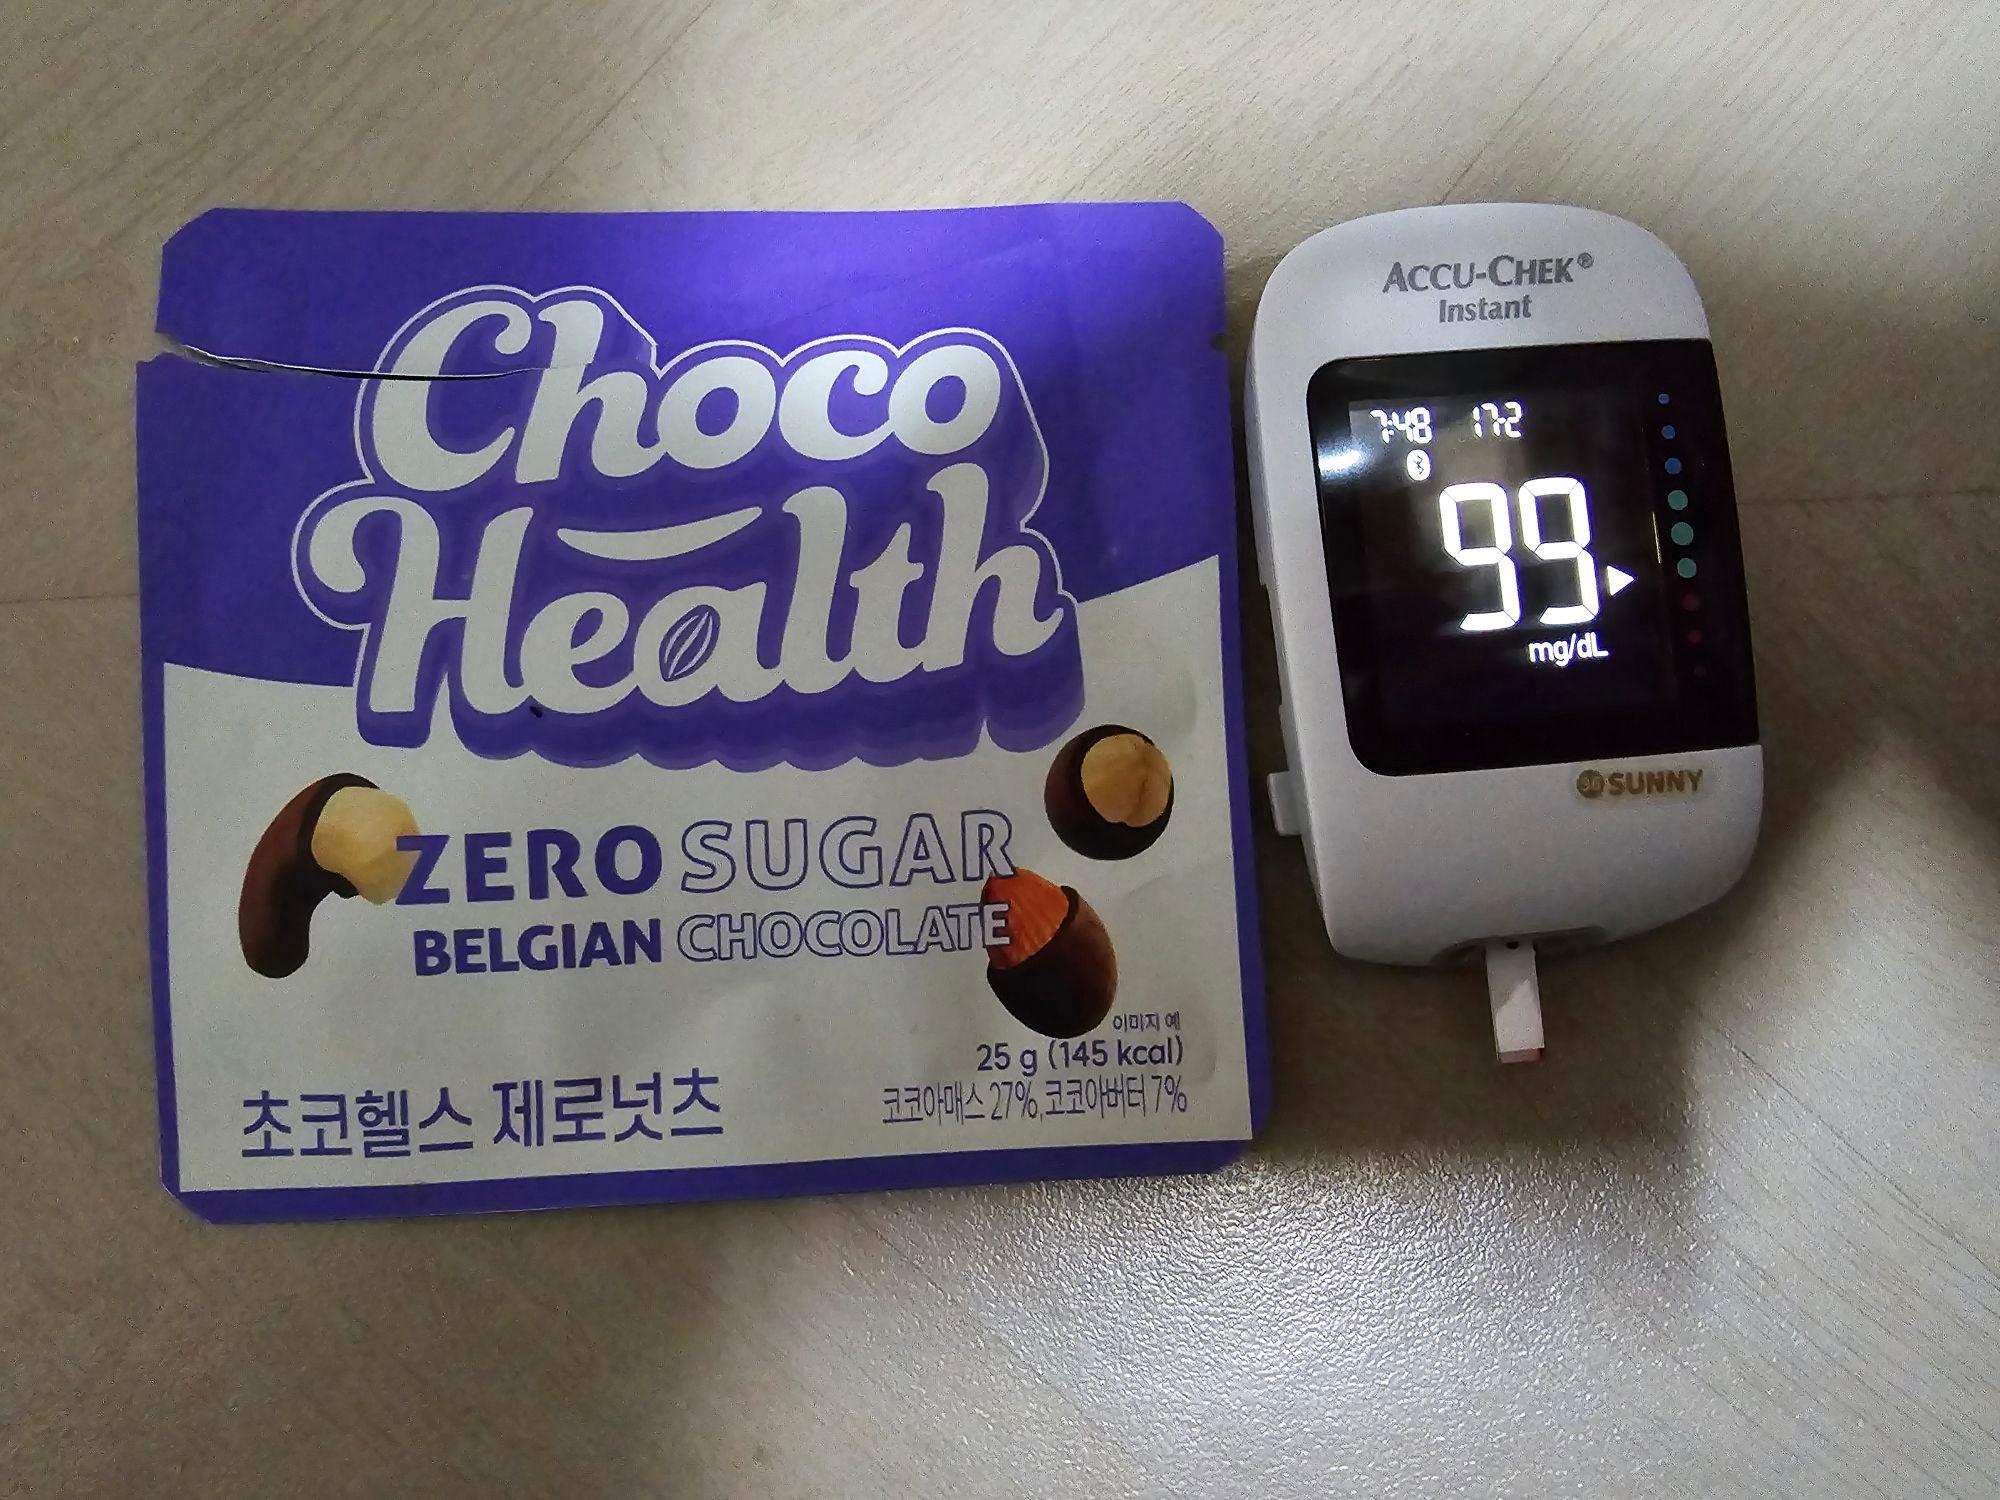 Choco
Health
ZERO SUGAR
BELGIAN CHOCOLATE
이미지 예
25 g (145 kcal)
코코아매스 27%, 코코아버터 7%
초코헬스 제로넛츠
ACCU-CHEK®
Instant
7:48 17-2
99
mg/dL
SUNNY